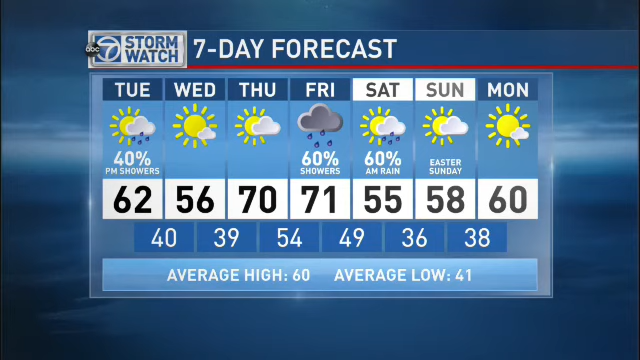 abc 7 STORM WATCH 7-DAY FORECAST
TUE WED THU FRI SAT SUN MON
40% 60% 60% EASTER SUNDAY
PM SHOWERS SHOWERS AM RAIN
62 56 70 71 55 58 60
40 39 54 49 36 38
AVERAGE HIGH: 60 AVERAGE LOW: 41